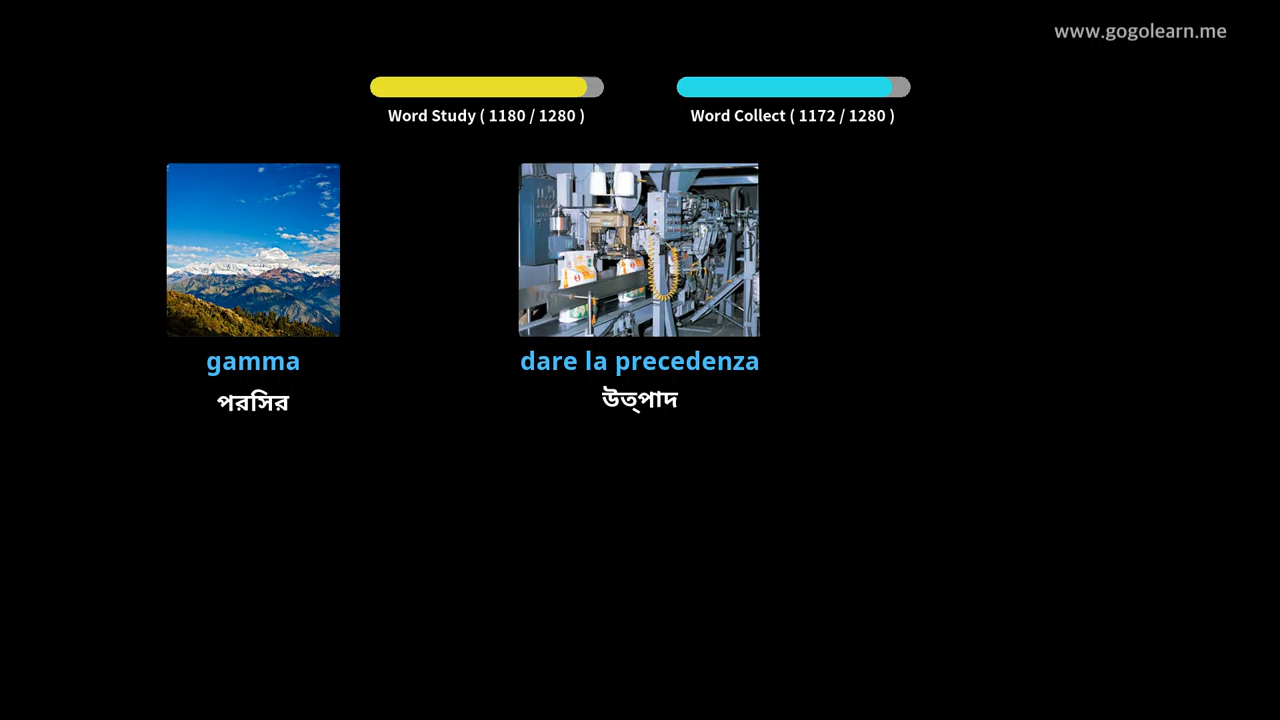 www.gogolearn.me
Word Study ( 1180 / 1280 )
Word Collect ( 1172 / 1280 )
gamma
পরসির
dare la precedenza
উত্পাদ